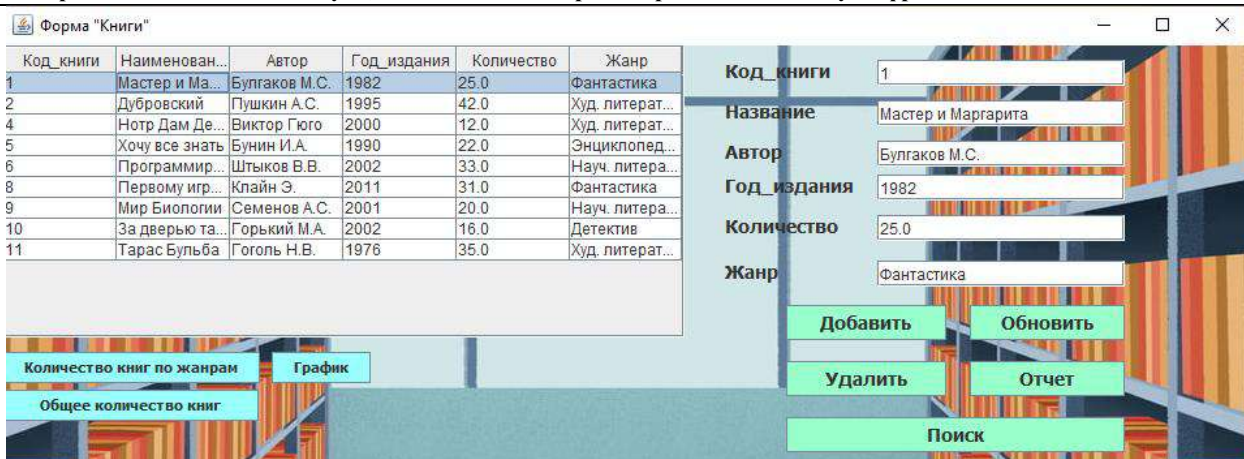 Форма "Книги"
Код_книги Наименован... Автор Год_издания Количество Жанр
1 Мастер и Ма... Булгаков М.С. 1982 25.0 Фантастика
2 Дубровский Пушкин А.С. 1995 42.0 Худ. литерат...
4 Нотр Дам Де... Виктор Гюго 2000 12.0 Худ. литерат...
5 Хочу все знать Бунин И.А. 1990 22.0 Энциклопед...
6 Программир... Штыков В.В. 2002 33.0 Науч. литера...
8 Первому игр... Клайн Э. 2011 31.0 Фантастика
9 Мир Биологии Семенов А.С. 2001 20.0 Науч. литера...
10 За дверью та... Горький М.А. 2002 16.0 Детектив
11 Тарас Бульба Гоголь Н.В. 1976 35.0 Худ. литерат...
Количество книг по жанрам График
Общее количество книг
Код_книги 1
Название Мастер и Маргарита
Автор Булгаков М.С.
Год_издания 1982
Количество 25.0
Жанр Фантастика
Добавить Обновить
Удалить Отчет
Поиск